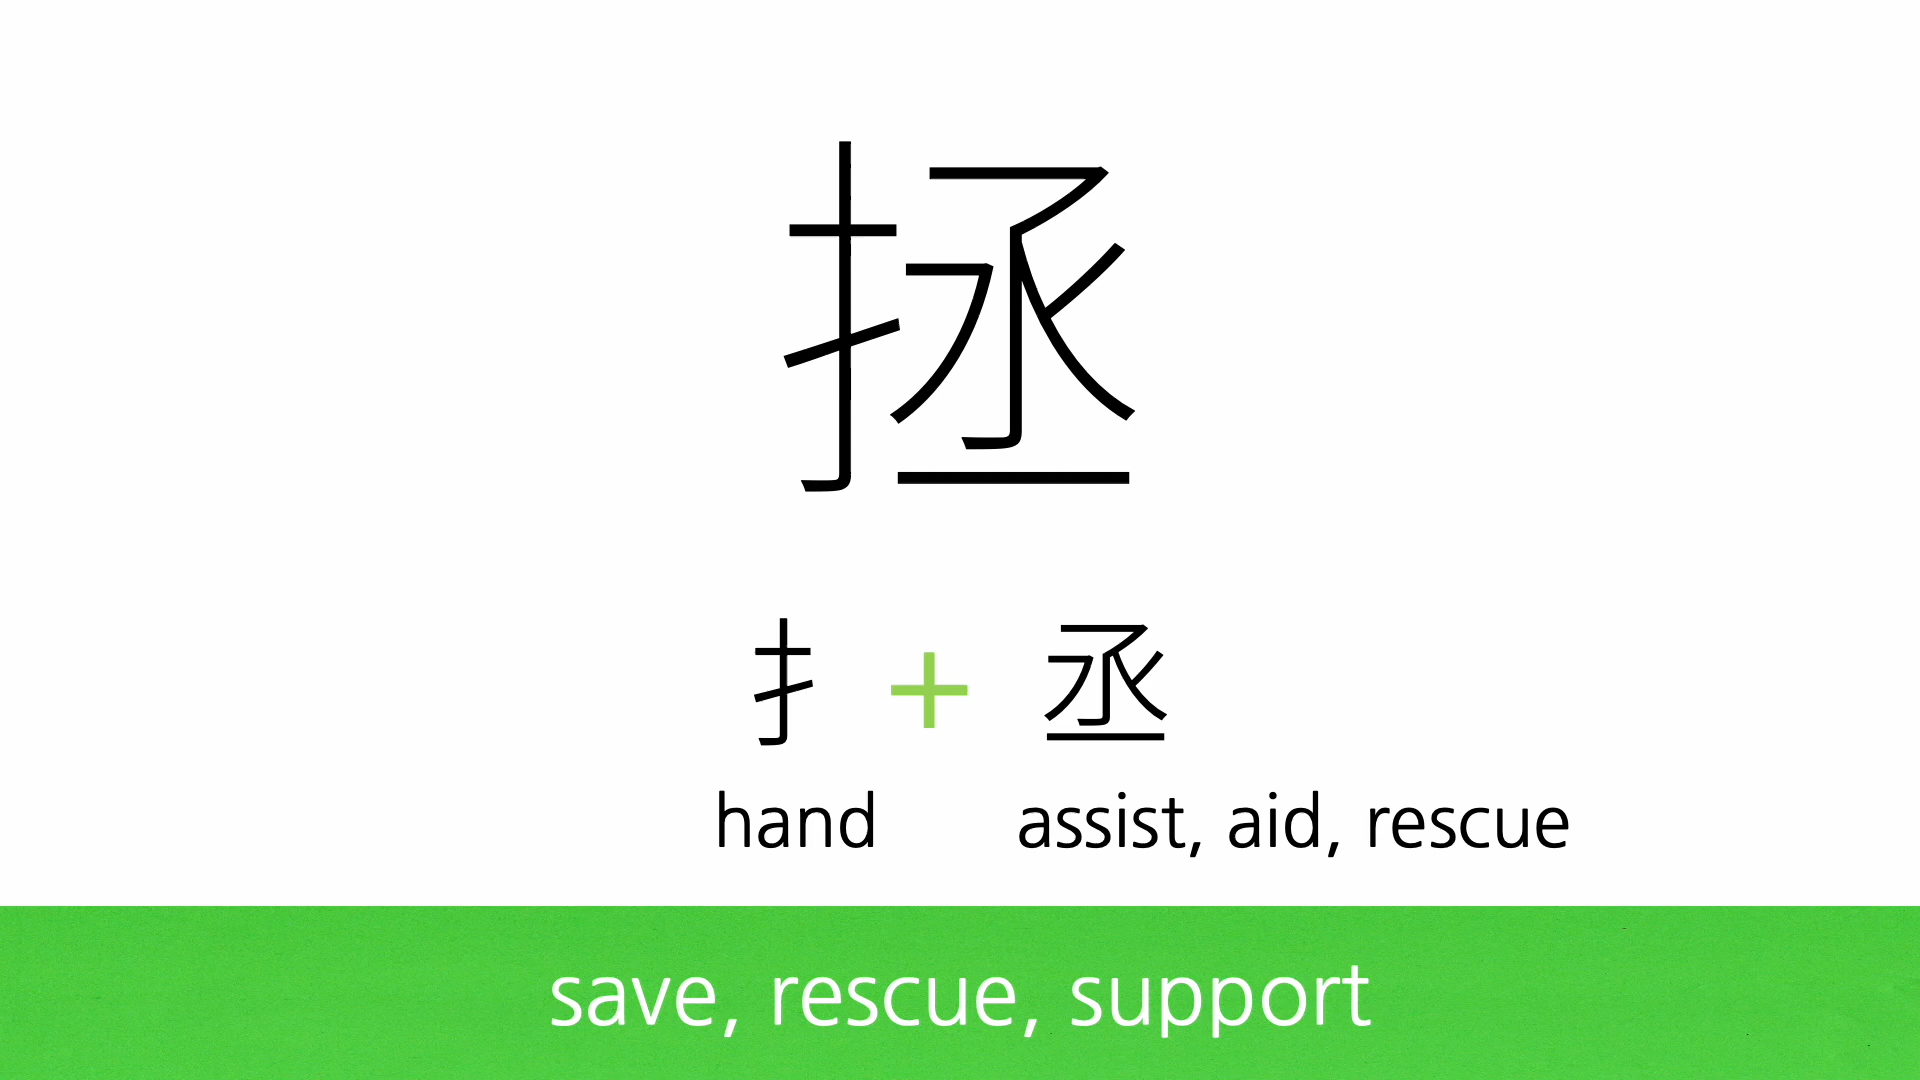 拯
扌 + 丞
hand assist, aid, rescue
save, rescue, support